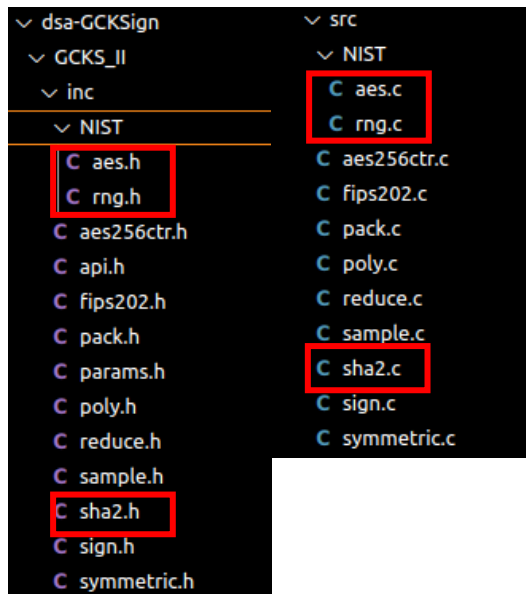 dsa-GCKSign
GCKS_II
inc
NIST
C aes.h
C rng.h
C aes256ctr.h
C api.h
C fips202.h
C pack.h
C params.h
C poly.h
C reduce.h
C sample.h
C sha2.h
C sign.h
C symmetric.h
src
NIST
C aes.c
C rng.c
C aes256ctr.c
C fips202.c
C pack.c
C poly.c
C reduce.c
C sample.c
C sha2.c
C sign.c
C symmetric.c